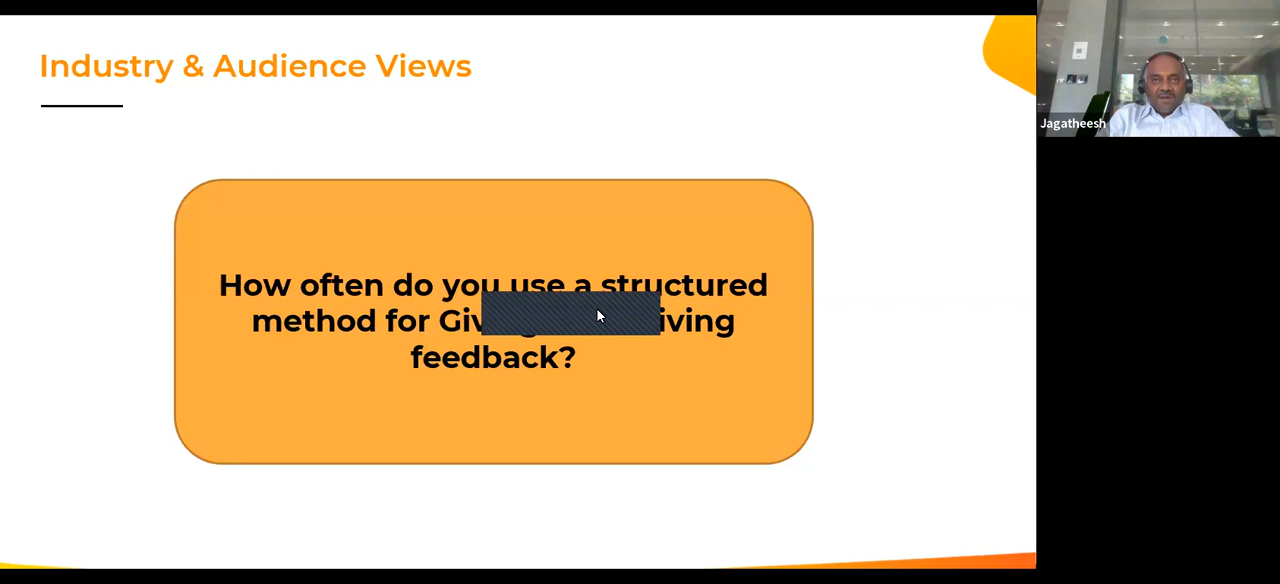 Industry & Audience Views
Jagatheesh
How often do you use a structured
method for
feedback?